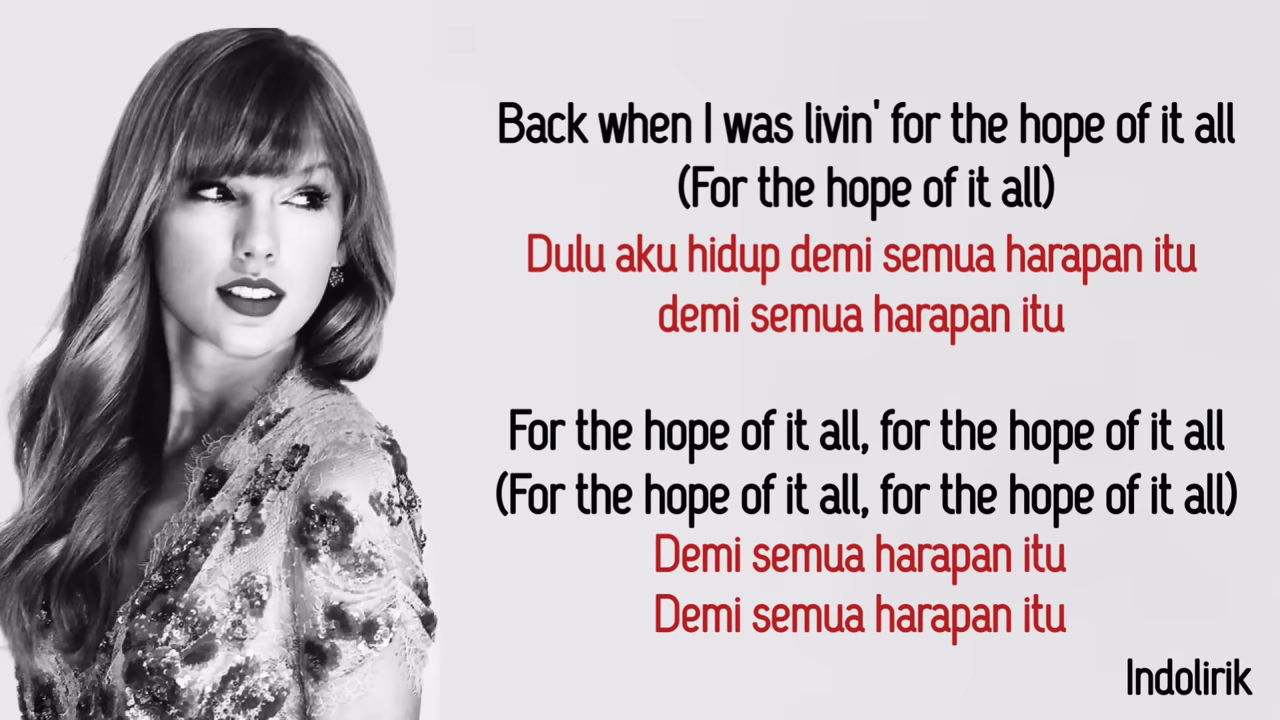 Back when I was livin' for the hope of it all
(For the hope of it all)
Dulu aku hidup demi semua harapan itu
demi semua harapan itu
For the hope of it all, for the hope of it all
(For the hope of it all, for the hope of it all)
Demi semua harapan itu
Demi semua harapan itu
Indolirik